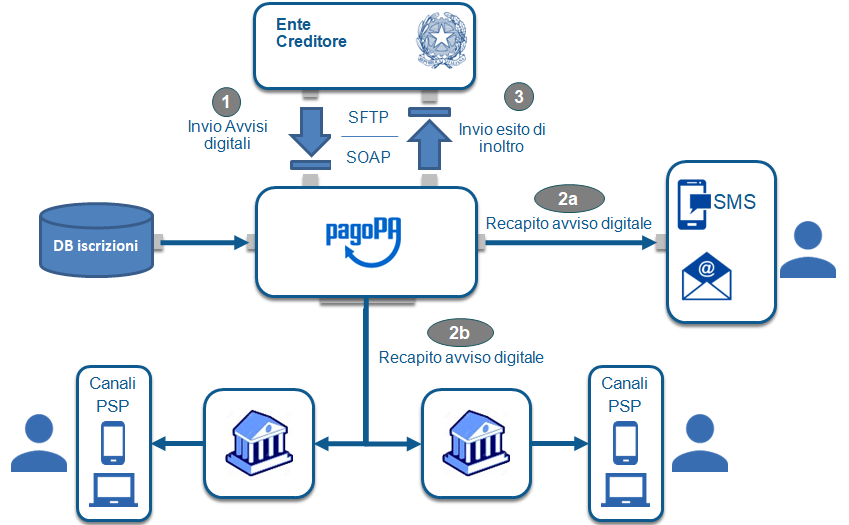 Ente
Creditore
1
Invio Avvisi
digitali
SFTP
SOAP
3
Invio esito di
inoltro
DB iscrizioni
pagoPA
2a
Recapito avviso digitale
SMS
@
2b
Recapito avviso digitale
Canali
PSP
Canali
PSP